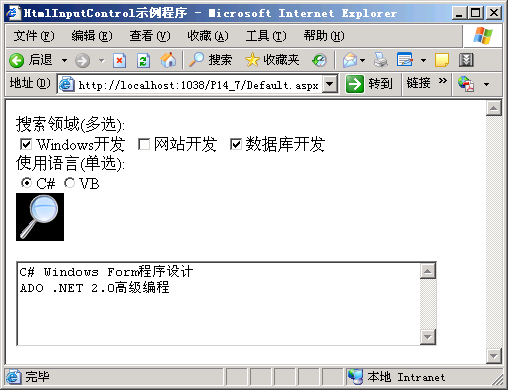 HtmlInputControl示例程序 - Microsoft Internet Explorer
文件(F) 编辑(E) 查看(V) 收藏(A) 工具(T) 帮助(H)
后退 搜索 收藏夹
地址(D) http://localhost:1038/P14_7/Default.aspx 转到 链接 »
搜索领域(多选):
Windows开发 网站开发 数据库开发
使用语言(单选):
C# VB
C# Windows Form程序设计
ADO .NET 2.0高级编程
完毕 本地 Intranet